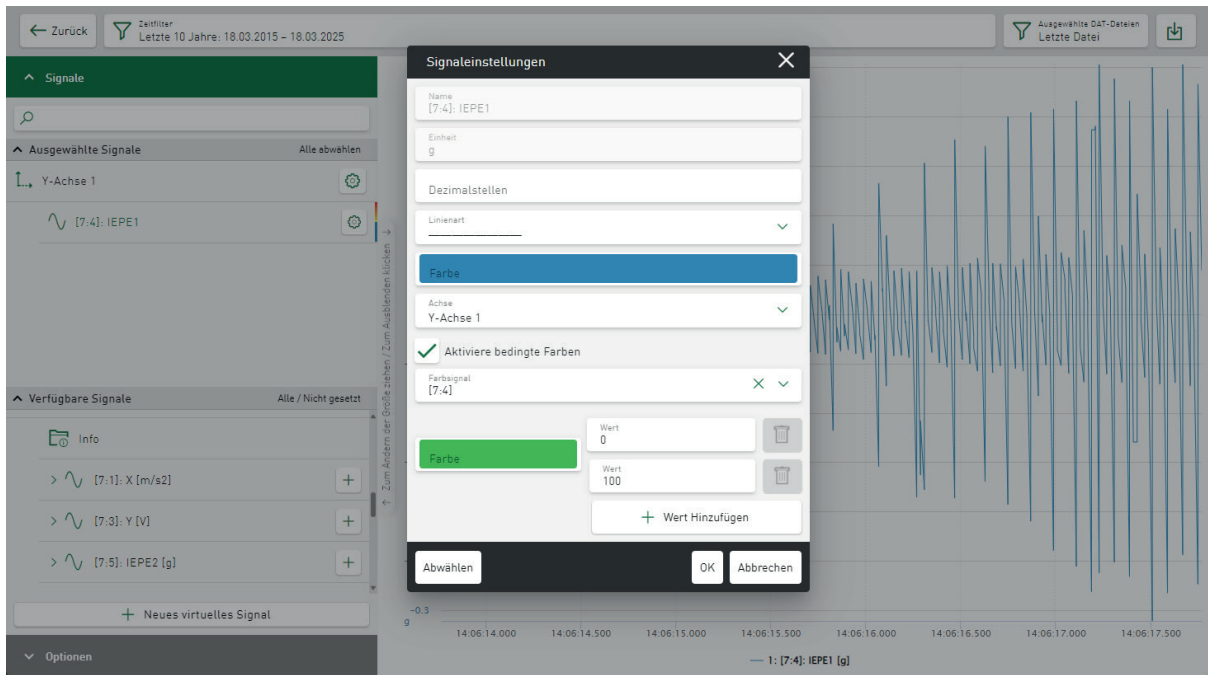 Zurück
Zeitfilter
Letzte 10 Jahre: 18.03.2015 – 18.03.2025
Ausgewählte DAT-Dateien
Letzte Datei
Signale
Ausgewählte Signale
Alle abwählen
Y-Achse 1
[7:4]: IEPE1
Verfügbare Signale
Alle / Nicht gesetzt
Info
[7:1]: X [m/s2]
[7:3]: Y [V]
[7:5]: IEPE2 [g]
+ Neues virtuelles Signal
Optionen
← Zum Ändern der Größe ziehen / Zum Ausblenden klicken →
Signaleinstellungen
Name
[7:4]: IEPE1
Einheit
g
Dezimalstellen
Linienart
Farbe
Achse
Y-Achse 1
Aktiviere bedingte Farben
Farbsignal
[7:4]
Farbe
Wert
0
Wert
100
+ Wert Hinzufügen
Abwählen
OK
Abbrechen
-0.3
g
14:06:14.000
14:06:14.500
14:06:15.000
14:06:15.500
14:06:16.000
14:06:16.500
14:06:17.000
14:06:17.500
1: [7:4]: IEPE1 [g]